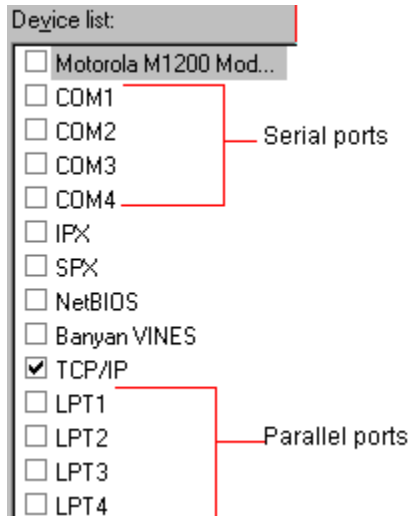 Device list:
Motorola M1200 Mod...
COM1
COM2
Serial ports
COM3
COM4
IPX
SPX
NetBIOS
Banyan VINES
TCP/IP
LPT1
LPT2
Parallel ports
LPT3
LPT4